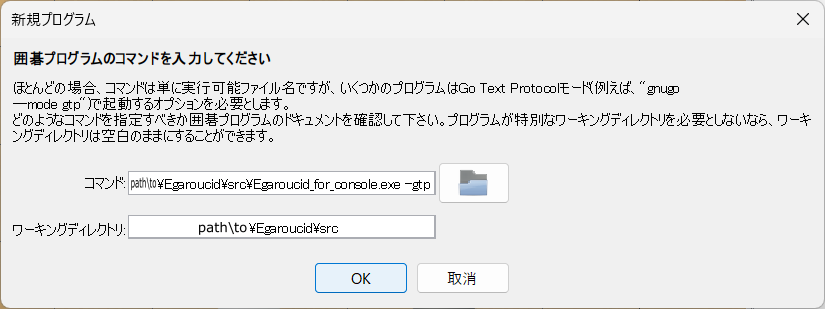 新規プログラム
囲碁プログラムのコマンドを入力してください
ほとんどの場合、コマンドは単に実行可能ファイル名ですが、いくつかのプログラムはGo Text Protocolモード(例えば、“gnugo
—mode gtp“)で起動するオプションを必要とします。
どのようなコマンドを指定すべきか囲碁プログラムのドキュメントを確認して下さい。プログラムが特別なワーキングディレクトリを必要としないなら、ワーキ
ングディレクトリは空白のままにすることができます。
コマンド: path\to¥Egaroucid¥src¥Egaroucid_for_console.exe -gtp
ワーキングディレクトリ: path\to¥Egaroucid¥src
OK 取消